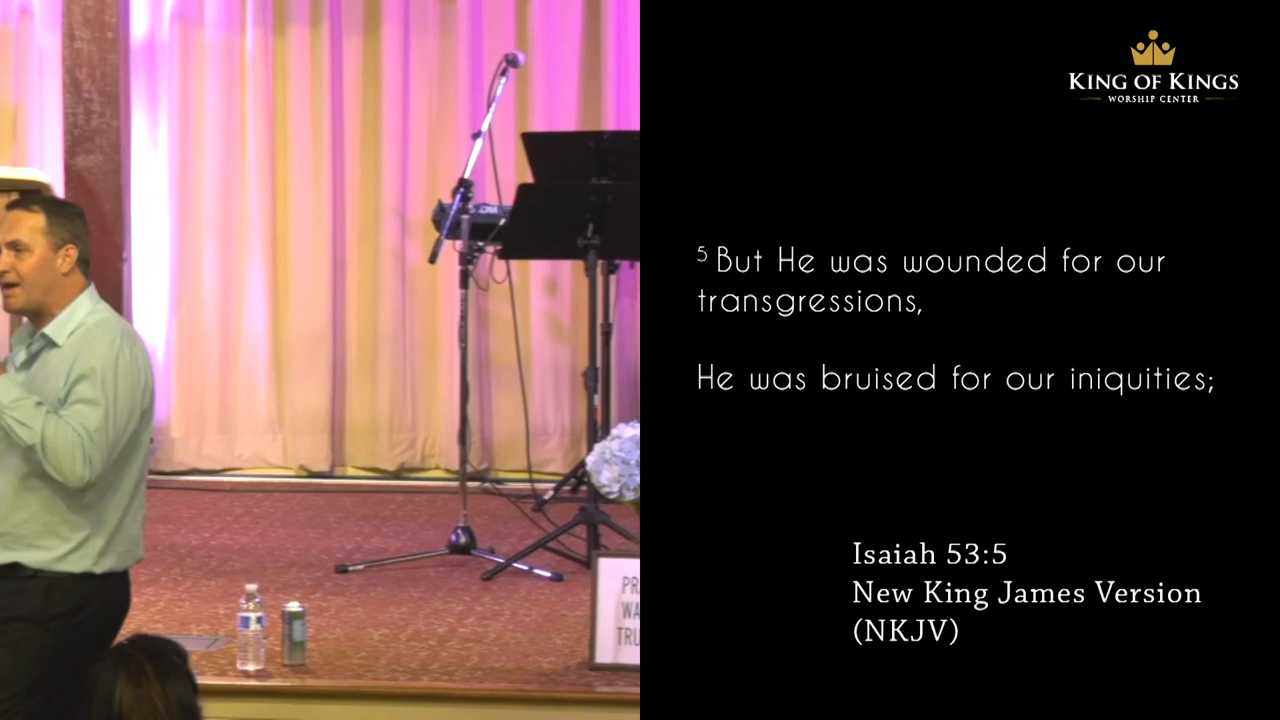 KING OF KINGS
WORSHIP CENTER
5 But He was wounded for our
transgressions,
He was bruised for our iniquities;
Isaiah 53:5
New King James Version
(NKJV)